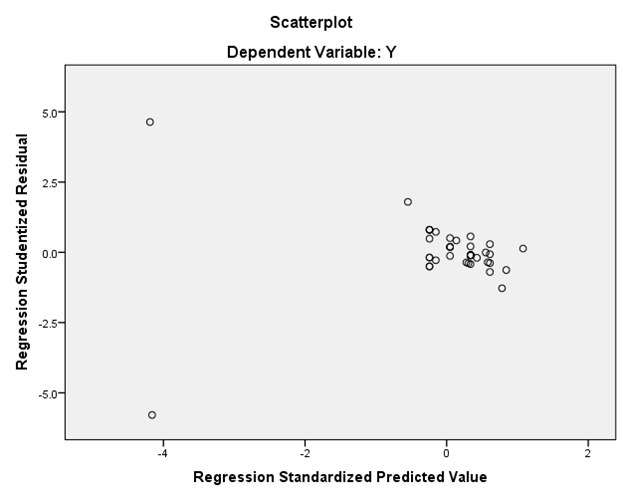 Scatterplot
Dependent Variable: Y
Regression Studentized Residual
5.0
2.5
0.0
-2.5
-5.0
-4
-2
0
2
Regression Standardized Predicted Value